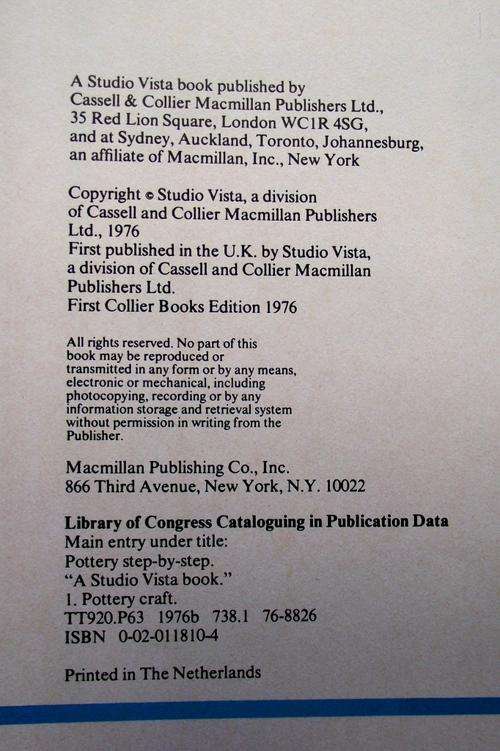 A Studio Vista book published by
Cassell & Collier Macmillan Publishers Ltd.,
35 Red Lion Square, London WC1R 4SG,
and at Sydney, Auckland, Toronto, Johannesburg,
an affiliate of Macmillan, Inc., New York
Copyright © Studio Vista, a division
of Cassell and Collier Macmillan Publishers
Ltd., 1976
First published in the U.K. by Studio Vista,
a division of Cassell and Collier Macmillan
Publishers Ltd.
First Collier Books Edition 1976
All rights reserved. No part of this
book may be reproduced or
transmitted in any form or by any means,
electronic or mechanical, including
photocopying, recording or by any
information storage and retrieval system
without permission in writing from the
Publisher.
Macmillan Publishing Co., Inc.
866 Third Avenue, New York, N.Y. 10022
Library of Congress Cataloguing in Publication Data
Main entry under title:
Pottery step-by-step.
“A Studio Vista book.”
1. Pottery craft.
TT920.P63 1976b 738.1 76-8826
ISBN 0-02-011810-4
Printed in The Netherlands